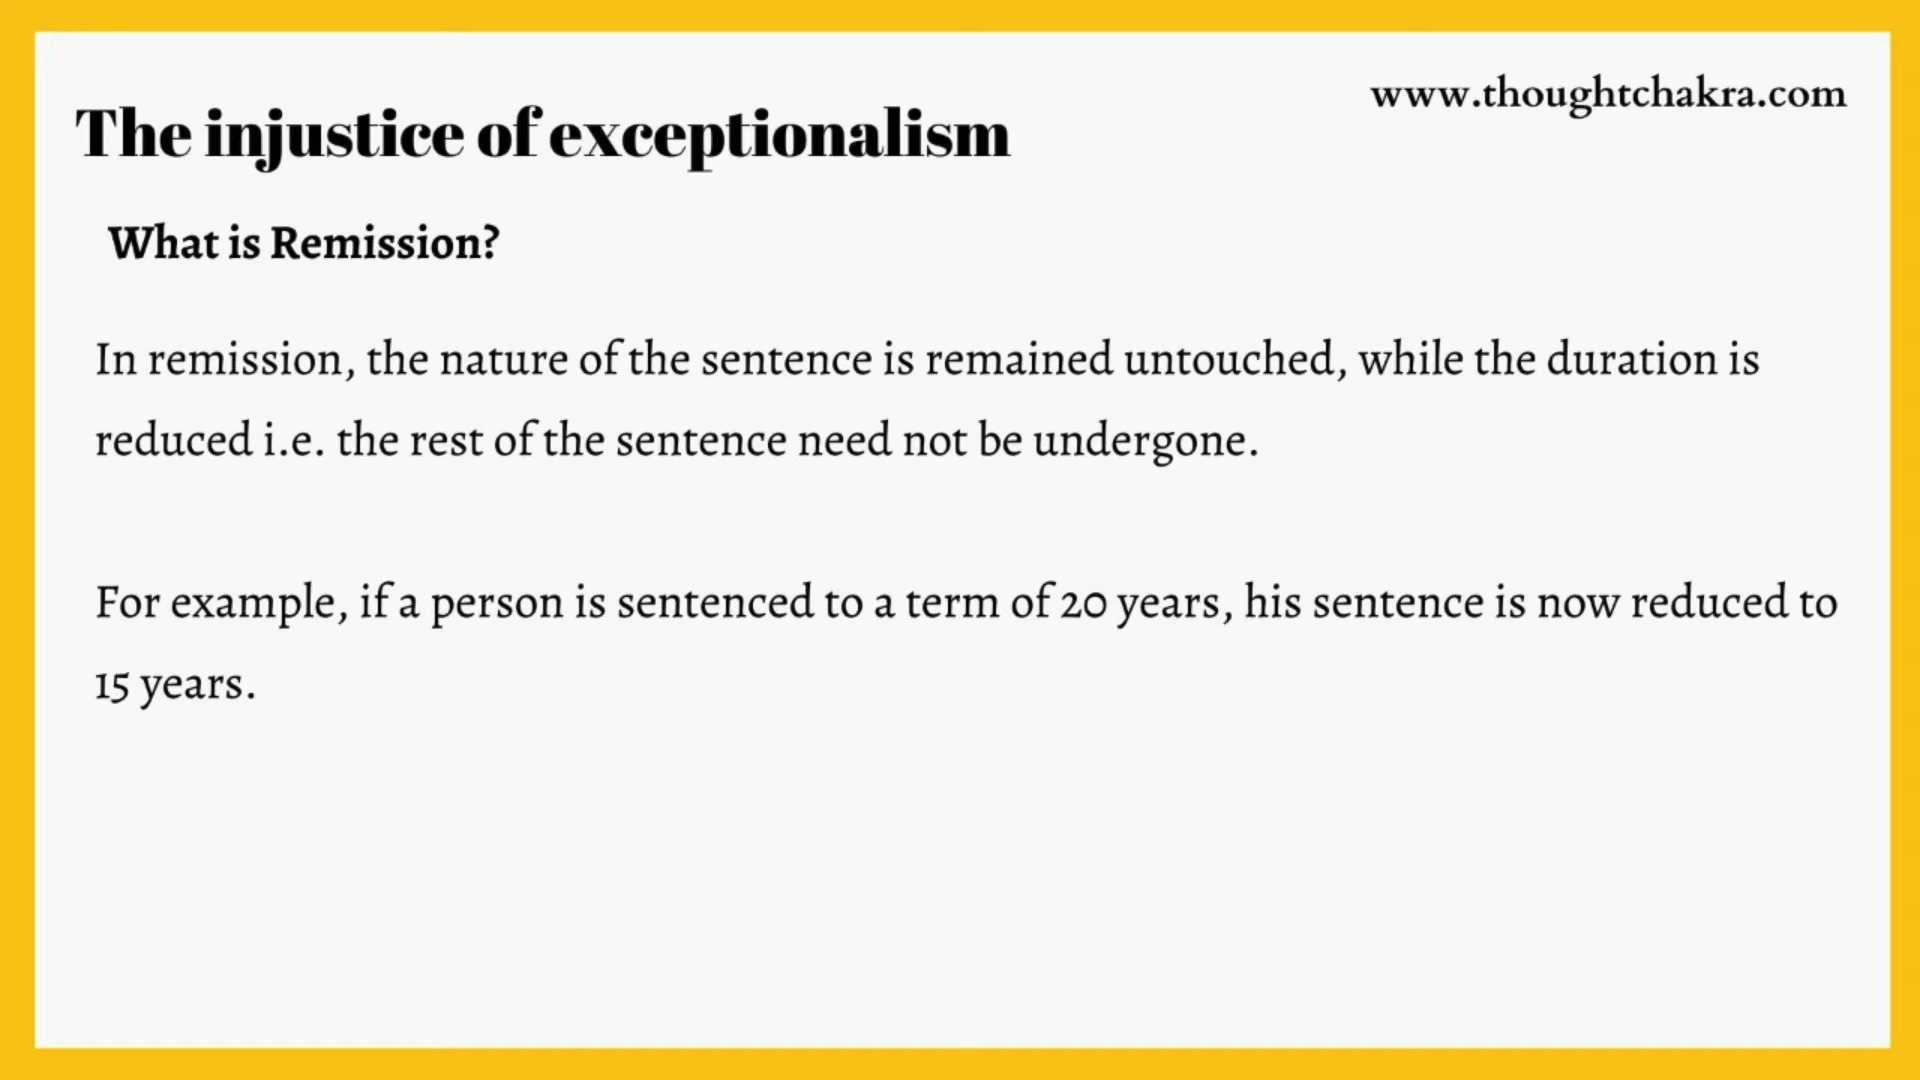 www.thoughtchakra.com
The injustice of exceptionalism
What is Remission?
In remission, the nature of the sentence is remained untouched, while the duration is
reduced i.e. the rest of the sentence need not be undergone.
For example, if a person is sentenced to a term of 20 years, his sentence is now reduced to
15 years.